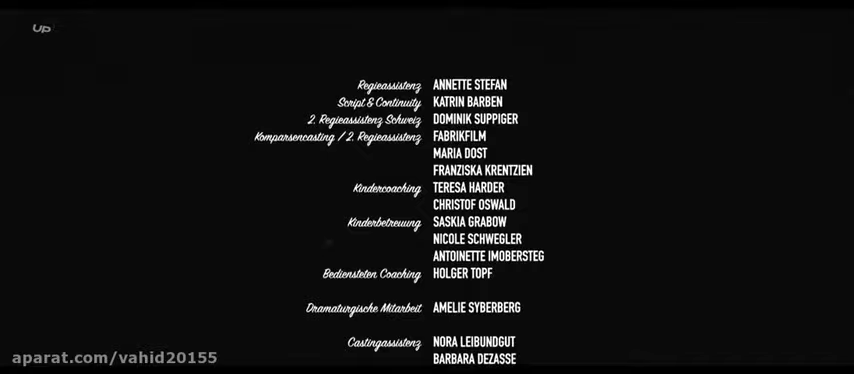 UP
Regieassistenz ANNETTE STEFAN
Script & Continuity KATRIN BARBEN
2. Regieassistenz Schweiz DOMINIK SUPPIGER
Komparsencasting / 2. Regieassistenz FABRIKFILM
MARIA DOST
FRANZISKA KRENTZIEN
Kindercoaching TERESA HARDER
CHRISTOF OSWALD
Kinderbetreuung SASKIA GRABOW
NICOLE SCHWEGLER
ANTOINETTE IMOBERSTEG
Bediensteten Coaching HOLGER TOPF
Dramaturgische Mitarbeit AMELIE SYBERBERG
Castingassistenz NORA LEIBUNDGUT
BARBARA DEZASSE
aparat.com/vahid20155